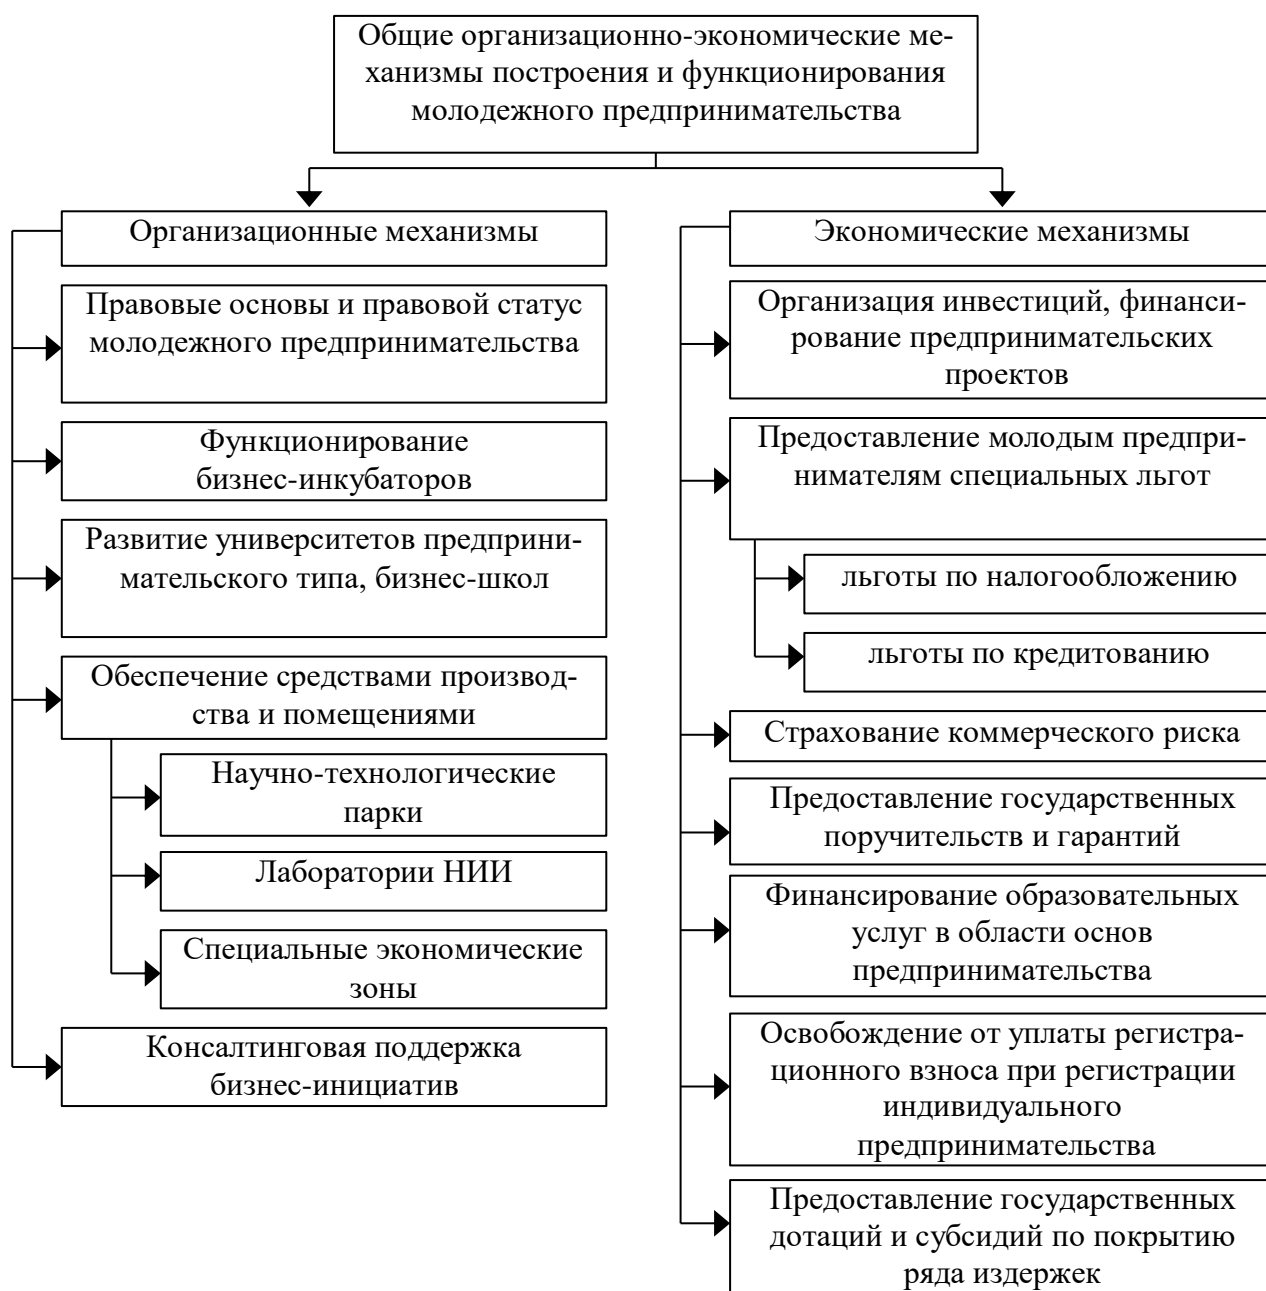 Общие организационно-экономические ме-
ханизмы построения и функционирования
молодежного предпринимательства
Организационные механизмы
Правовые основы и правовой статус
молодежного предпринимательства
Функционирование
бизнес-инкубаторов
Развитие университетов предприни-
мательского типа, бизнес-школ
Обеспечение средствами производ-
ства и помещениями
Научно-технологические
парки
Лаборатории НИИ
Специальные экономические
зоны
Консалтинговая поддержка
бизнес-инициатив
Экономические механизмы
Организация инвестиций, финанси-
рование предпринимательских
проектов
Предоставление молодым предпри-
нимателям специальных льгот
льготы по налогообложению
льготы по кредитованию
Страхование коммерческого риска
Предоставление государственных
поручительств и гарантий
Финансирование образовательных
услуг в области основ
предпринимательства
Освобождение от уплаты регистра-
ционного взноса при регистрации
индивидуального
предпринимательства
Предоставление государственных
дотаций и субсидий по покрытию
ряда издержек